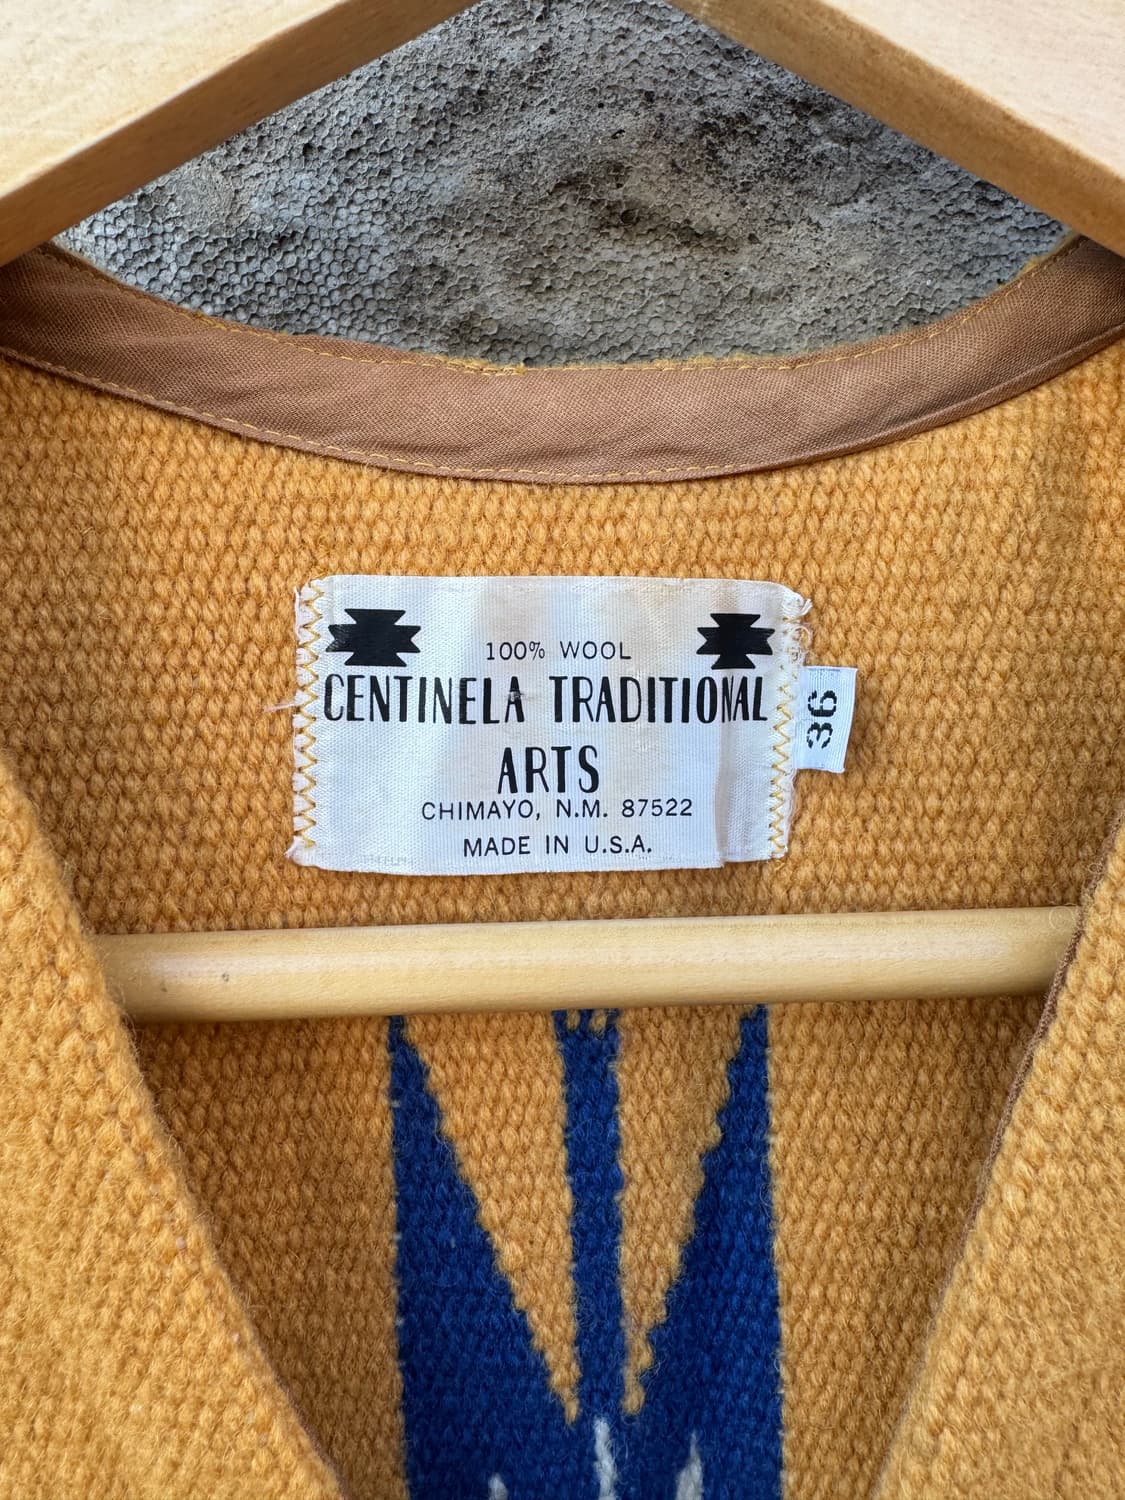 100% WOOL
CENTINELA TRADITIONAL
ARTS
CHIMAYO, N.M. 87522
MADE IN U.S.A.
36